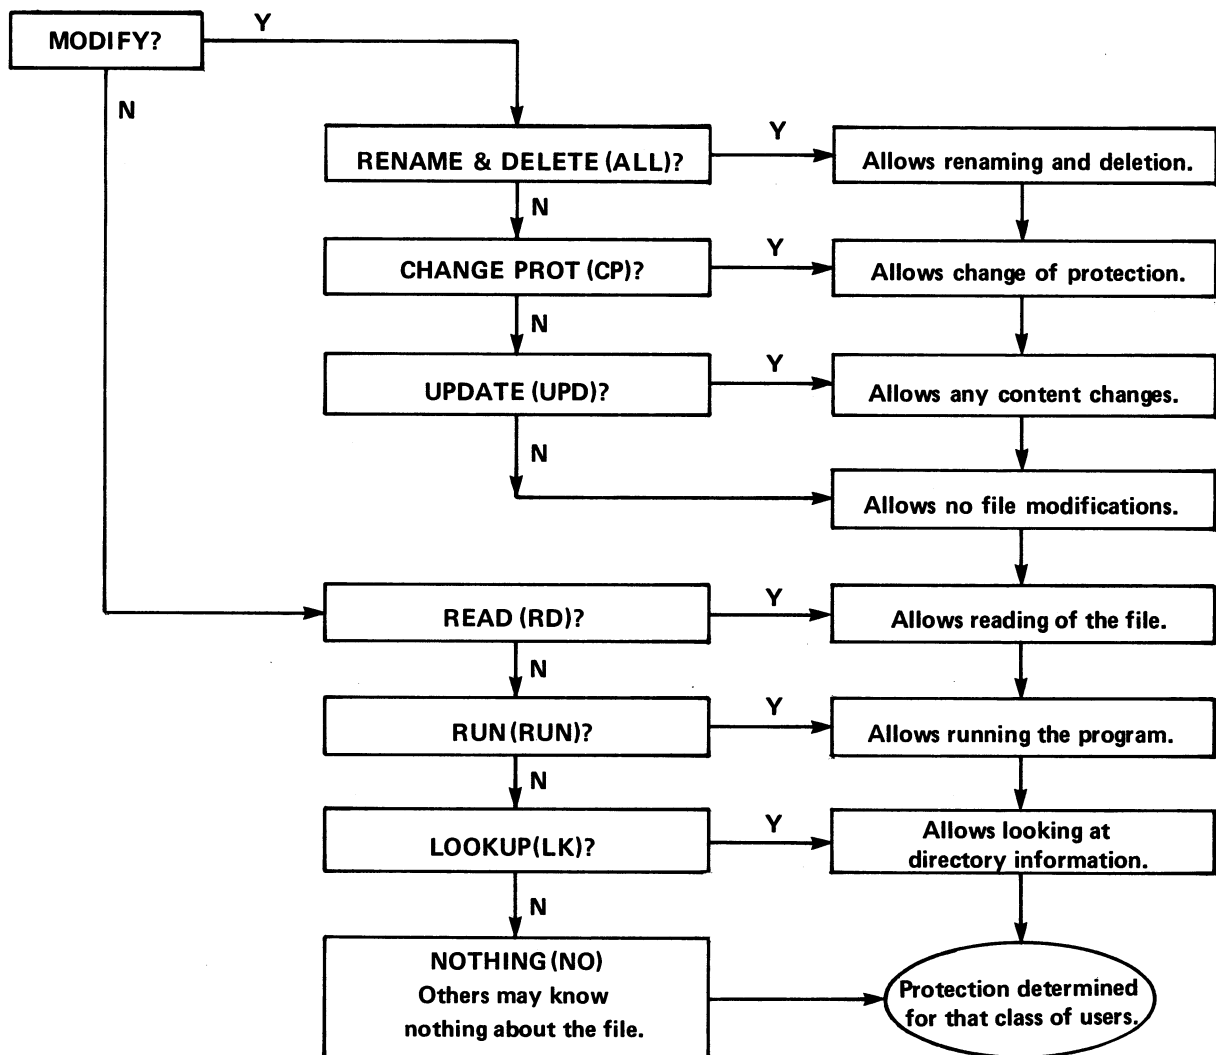 MODIFY?
Y
N
RENAME & DELETE (ALL)?
Y
Allows renaming and deletion.
N
CHANGE PROT (CP)?
Y
Allows change of protection.
N
UPDATE (UPD)?
Y
Allows any content changes.
N
Allows no file modifications.
READ (RD)?
Y
Allows reading of the file.
N
RUN (RUN)?
Y
Allows running the program.
N
LOOKUP(LK)?
Y
Allows looking at
directory information.
N
NOTHING (NO)
Others may know
nothing about the file.
Protection determined
for that class of users.